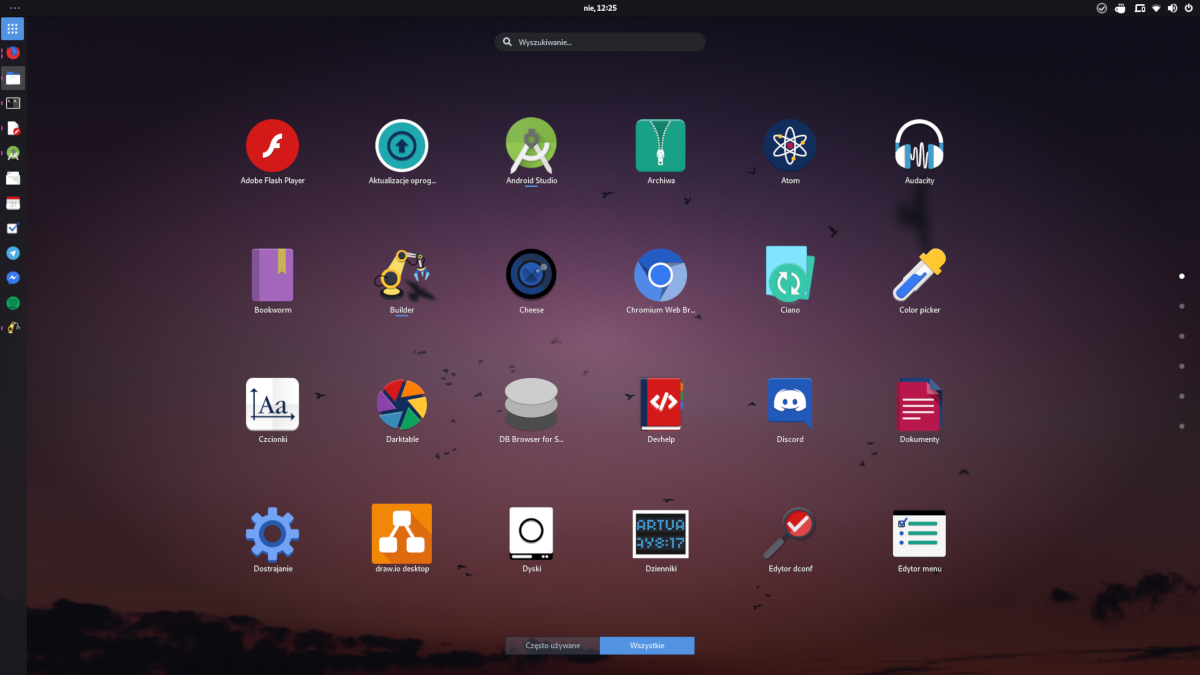 nie, 12:25
Wyszukiwanie...
Adobe Flash Player
Aktualizacje oprog...
Android Studio
Archiwa
Atom
Audacity
Bookworm
Builder
Cheese
Chromium Web Br...
Ciano
Color picker
Aa
Czcionki
Darktable
DB Browser for S...
</>
Devhelp
Discord
Dokumenty
ARTUA
AY8:17
Dostrajanie
draw.io desktop
Dyski
Dzienniki
Edytor dconf
Edytor menu
Często używane
Wszystkie